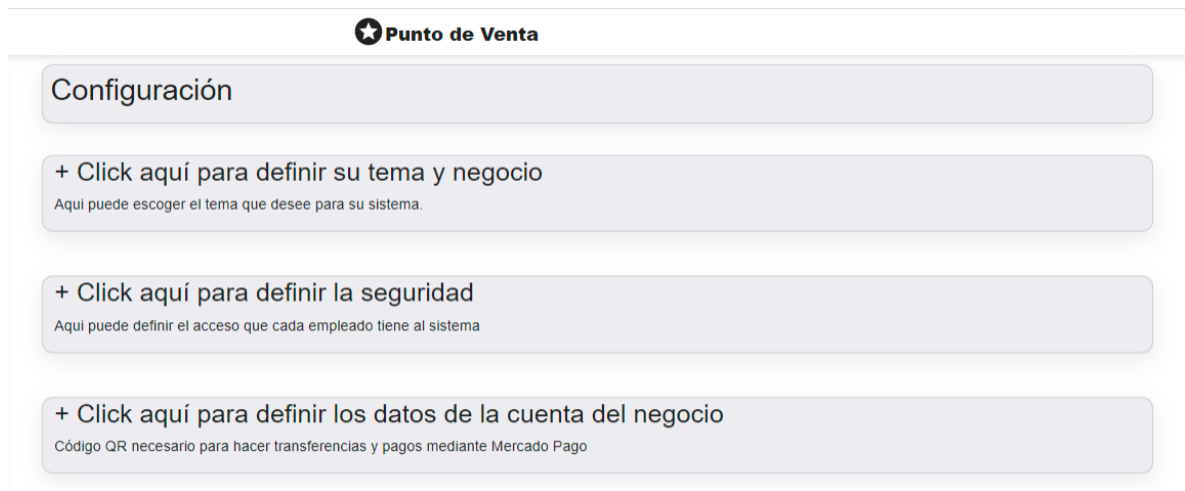 Punto de Venta
Configuración
+ Click aquí para definir su tema y negocio
Aqui puede escoger el tema que desee para su sistema.
+ Click aquí para definir la seguridad
Aqui puede definir el acceso que cada empleado tiene al sistema
+ Click aquí para definir los datos de la cuenta del negocio
Código QR necesario para hacer transferencias y pagos mediante Mercado Pago